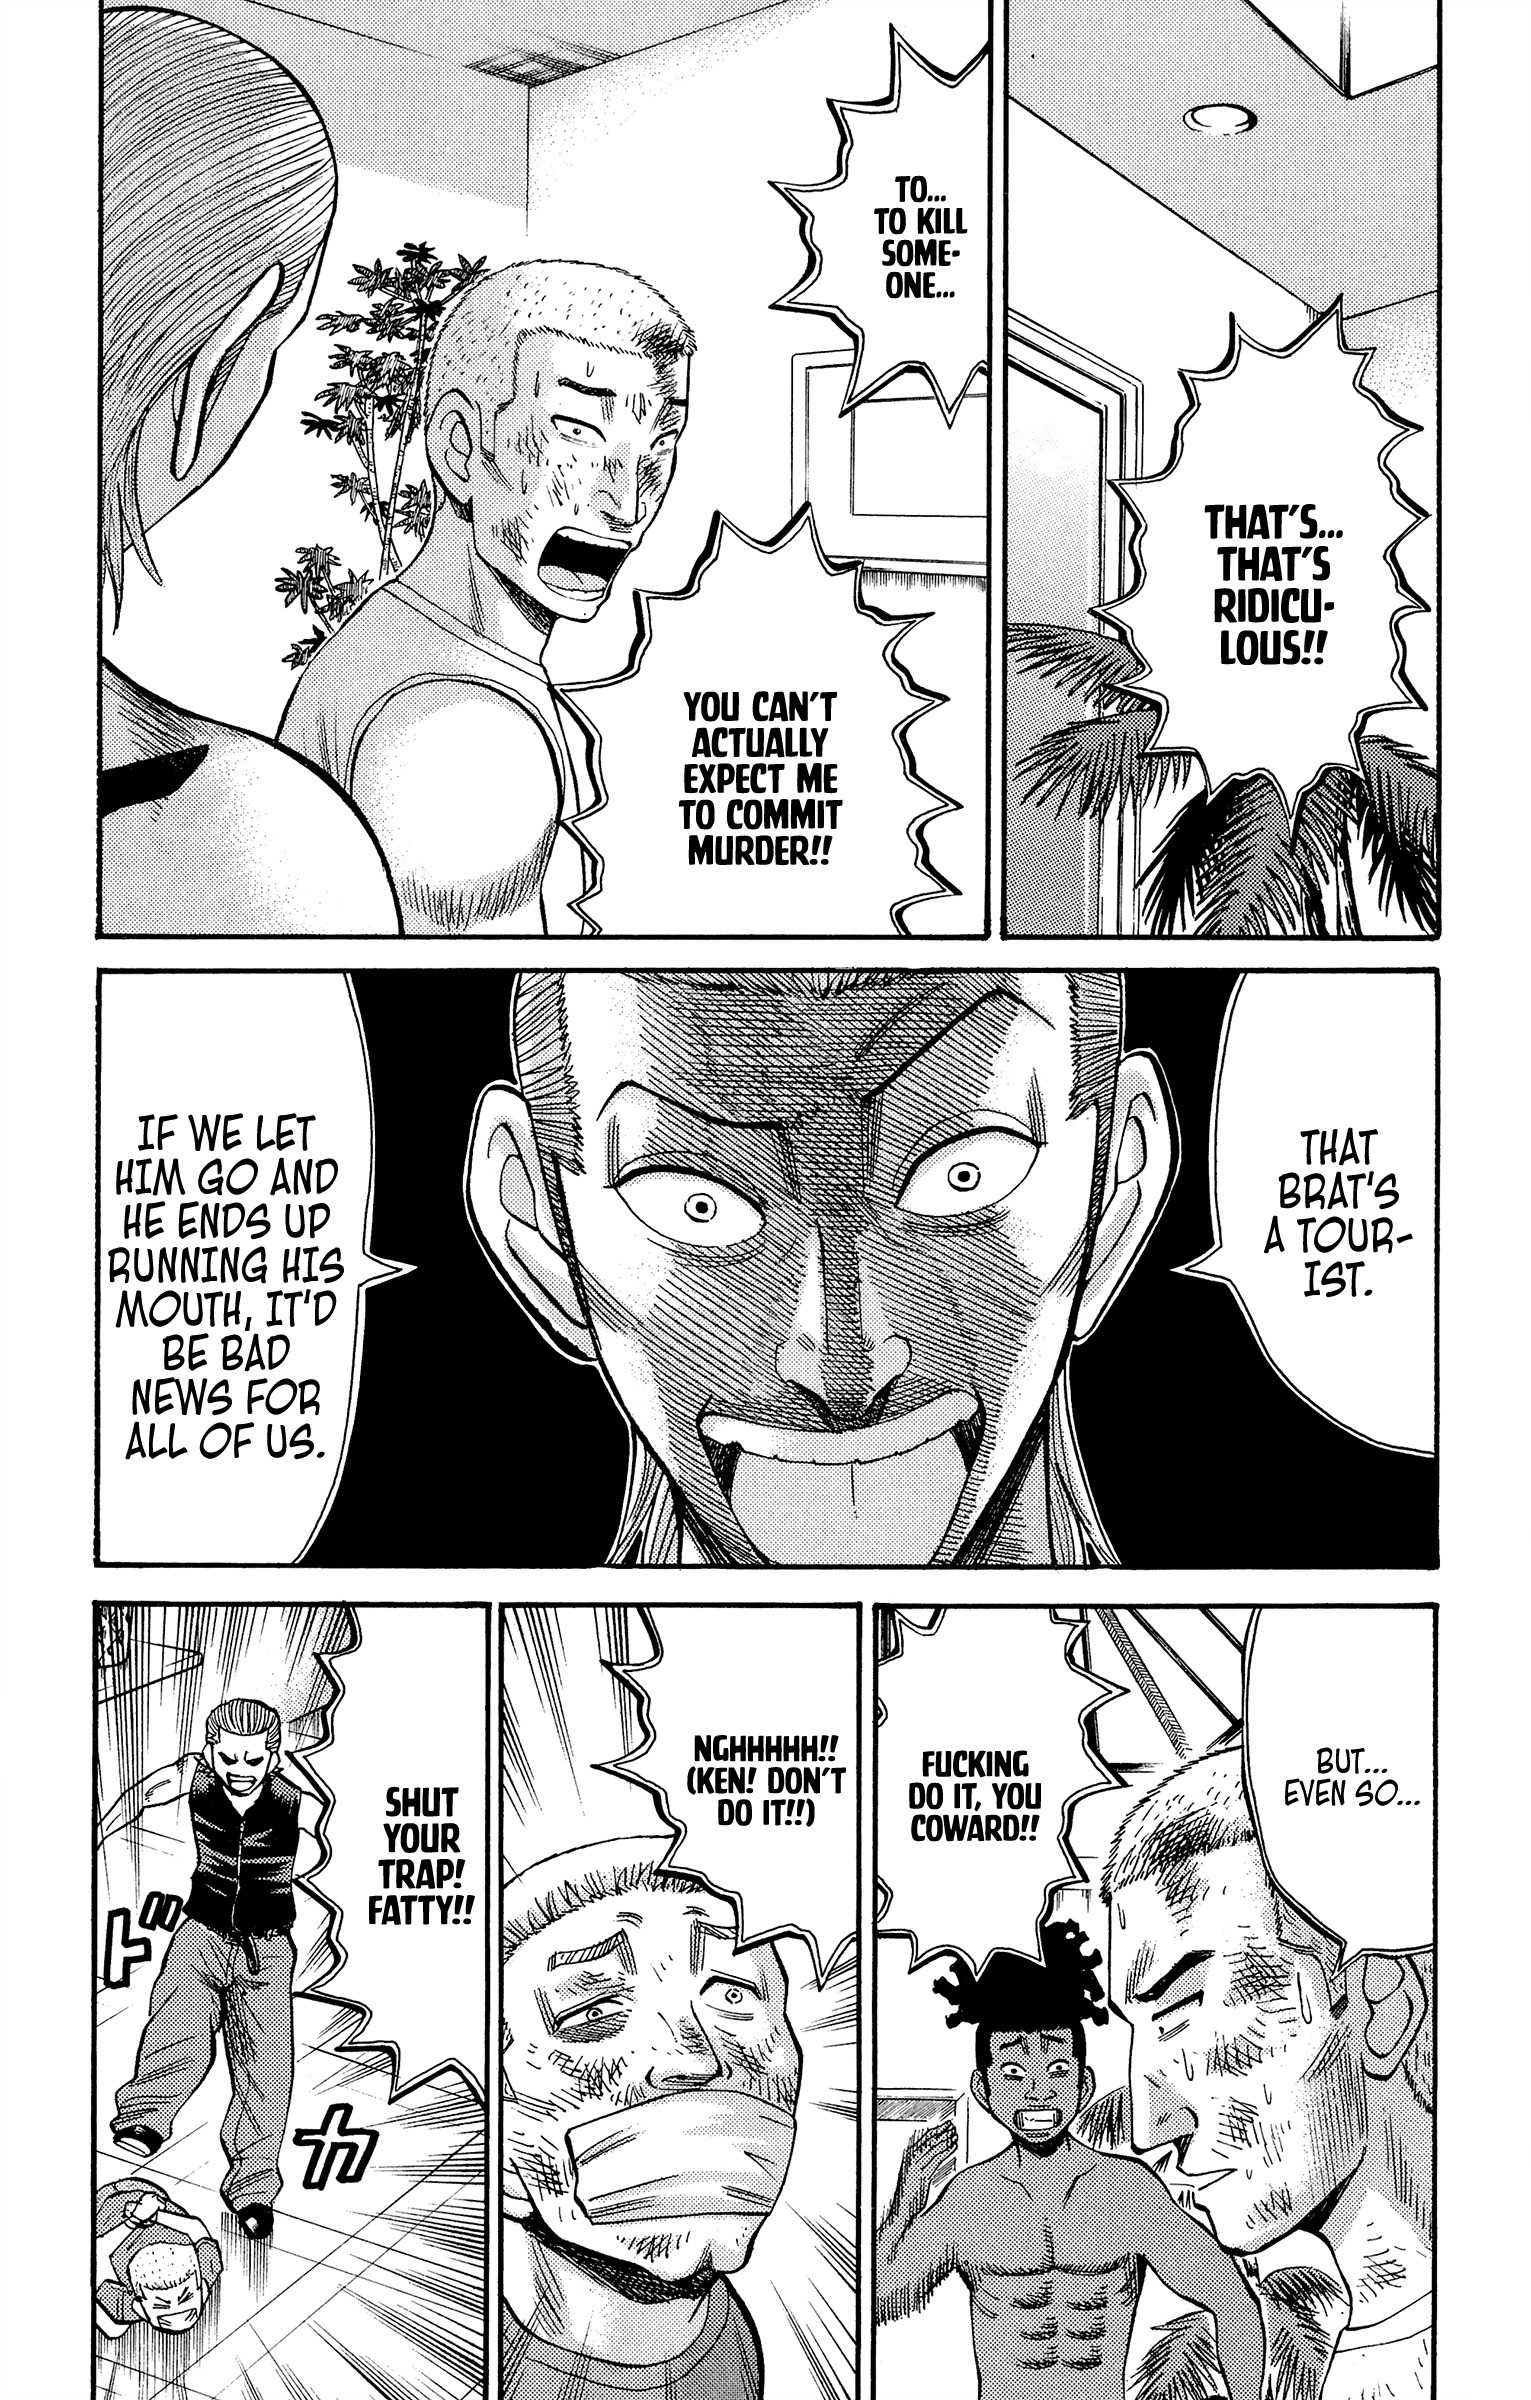 THAT'S...
THAT'S
RIDICU-
LOUS!!
TO...
TO KILL
SOME-
ONE...
YOU CAN'T
ACTUALLY
EXPECT ME
TO COMMIT
MURDER!!
THAT
BRAT'S
A TOUR-
IST.
IF WE LET
HIM GO AND
HE ENDS UP
RUNNING HIS
MOUTH, IT'D
BE BAD
NEWS FOR
ALL OF US.
BUT...
EVEN SO...
FUCKING
DO IT, YOU
COWARD!!
NGHHHHH!!
(KEN! DON'T
DO IT!!)
SHUT
YOUR
TRAP!
FATTY!!
ドカ